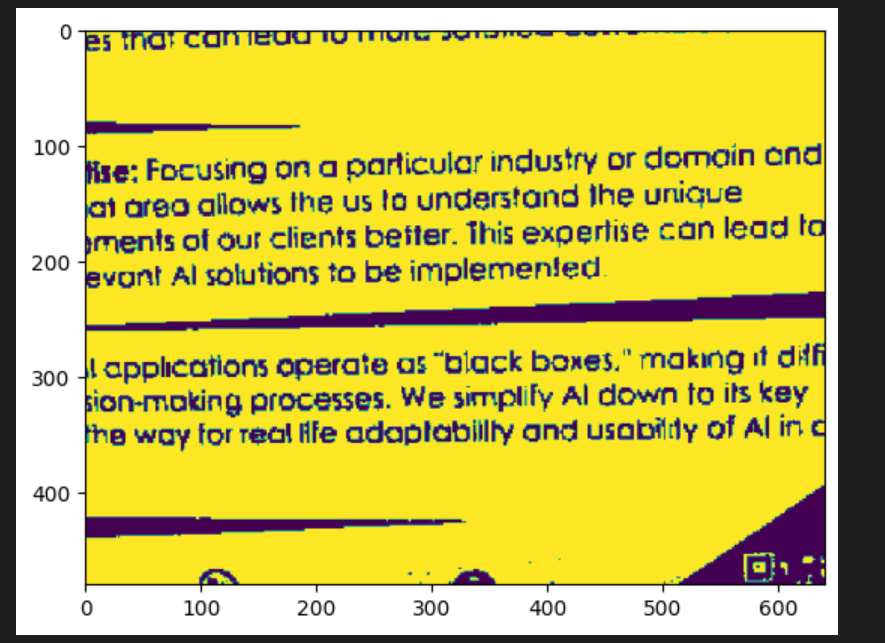 0
es that can lead to more satisfied
100
tise: Focusing on a particular industry or domain and
at area allows the us to understand the unique
ements of our clients better. This expertise can lead to
200
evant AI solutions to be implemented.
I applications operate as "black boxes," making it diffi
300
sion-making processes. We simplify AI down to its key
the way for real life adaptability and usability of AI in
400
0 100 200 300 400 500 600